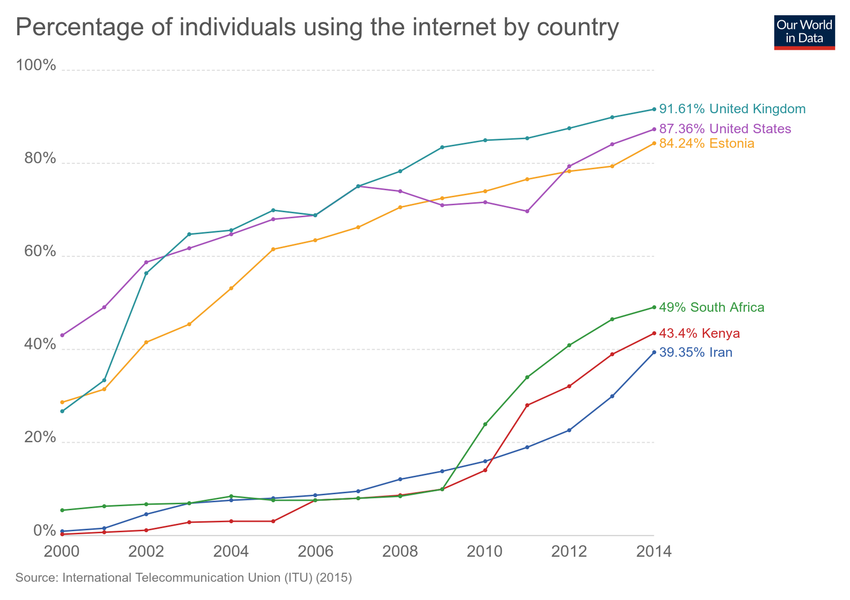 Percentage of individuals using the internet by country
Our World
in Data
100%
80%
60%
40%
20%
0%
91.61% United Kingdom
87.36% United States
84.24% Estonia
49% South Africa
43.4% Kenya
39.35% Iran
2000 2002 2004 2006 2008 2010 2012 2014
Source: International Telecommunication Union (ITU) (2015)